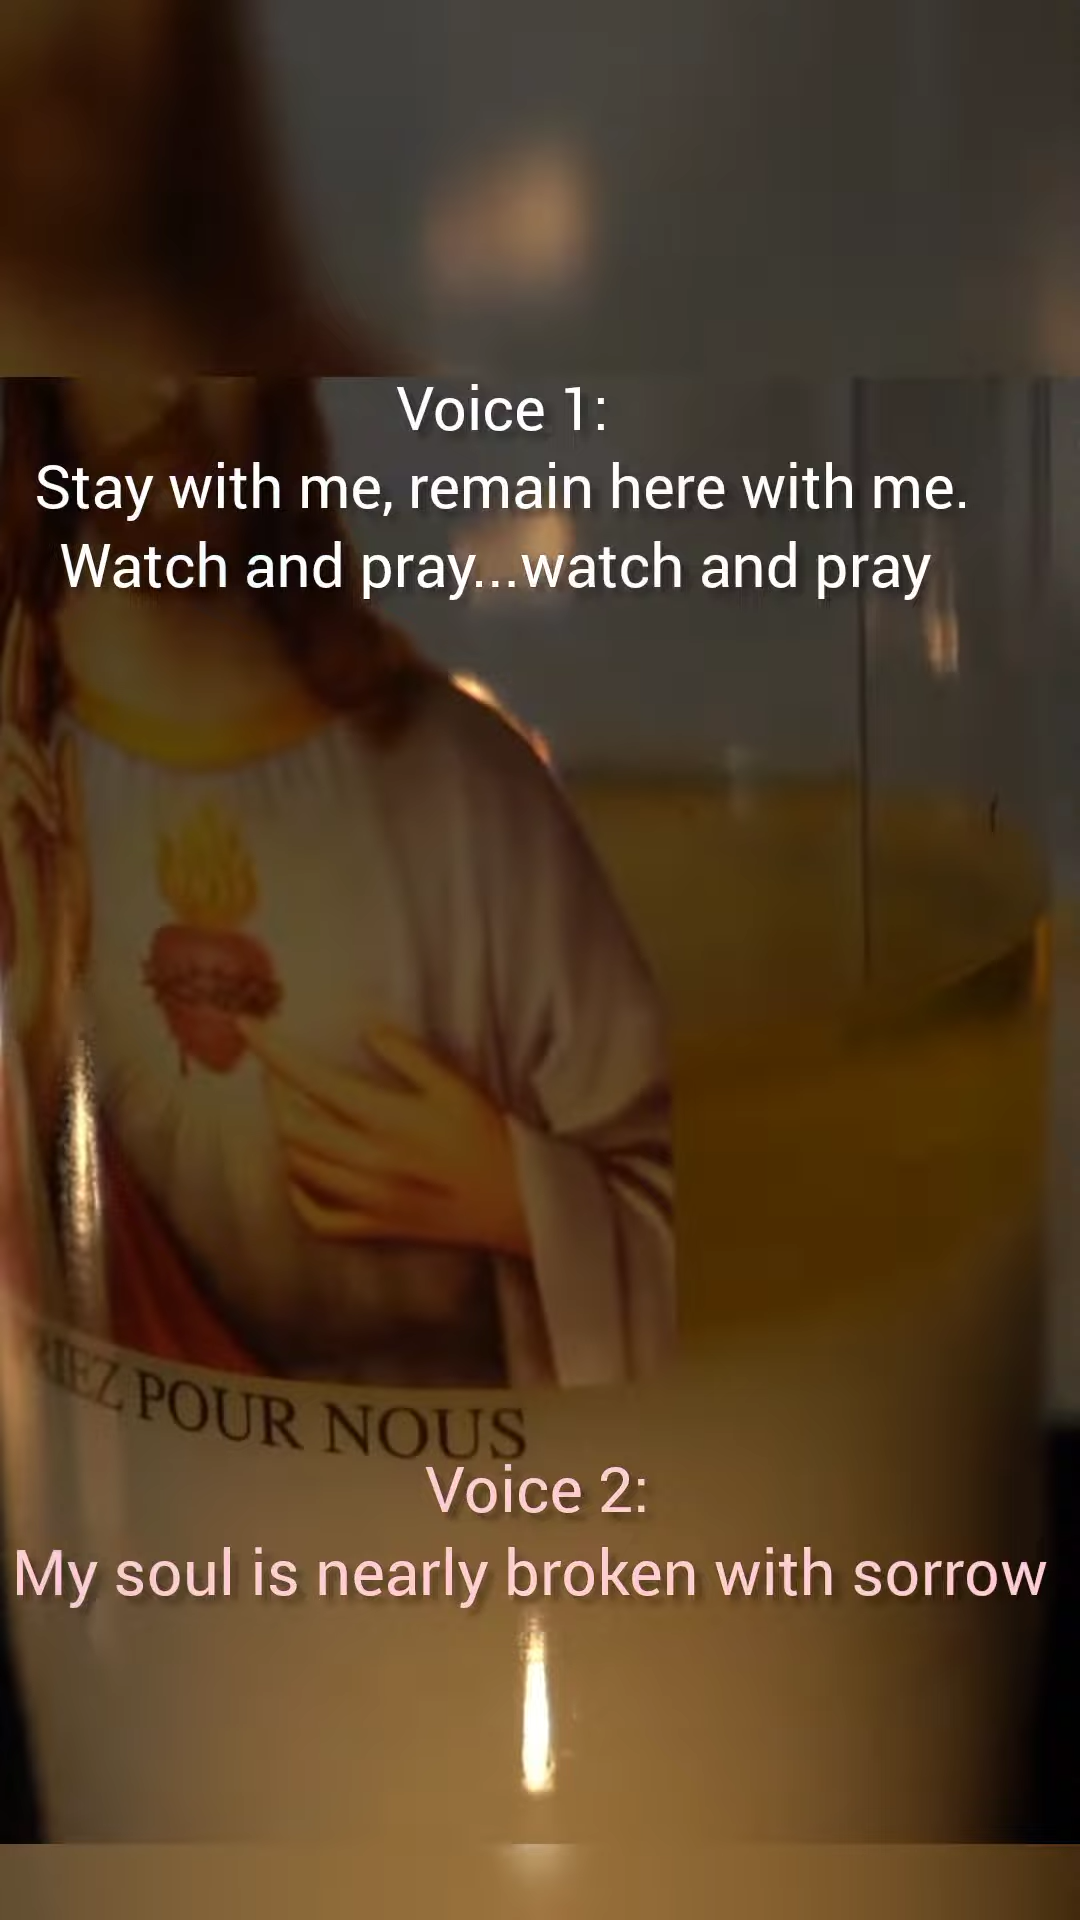 Voice 1:
Stay with me, remain here with me.
Watch and pray...watch and pray
POUR NOUS
Voice 2:
My soul is nearly broken with sorrow